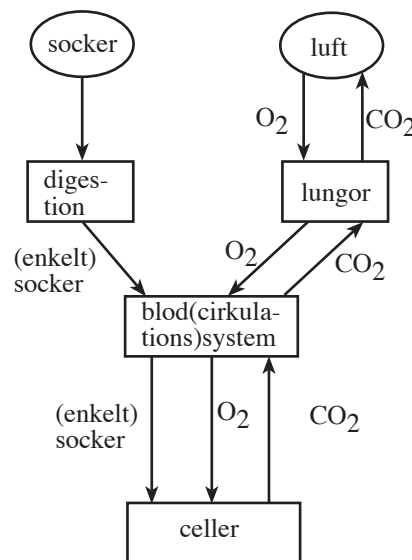 socker
luft
O2
CO2
diges-
tion
lungor
(enkelt)
socker
O2
CO2
blod(cirkula-
tions)system
(enkelt)
socker
O2
CO2
celler